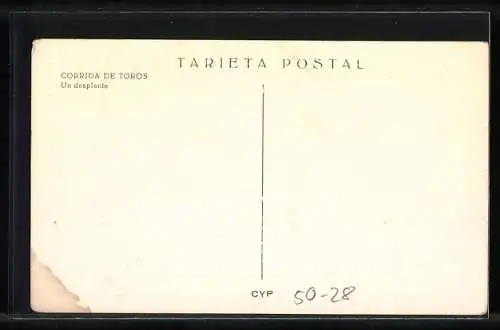 TARJETA POSTAL
CORRIDA DE TOROS
Un desplante
CYP 50-28